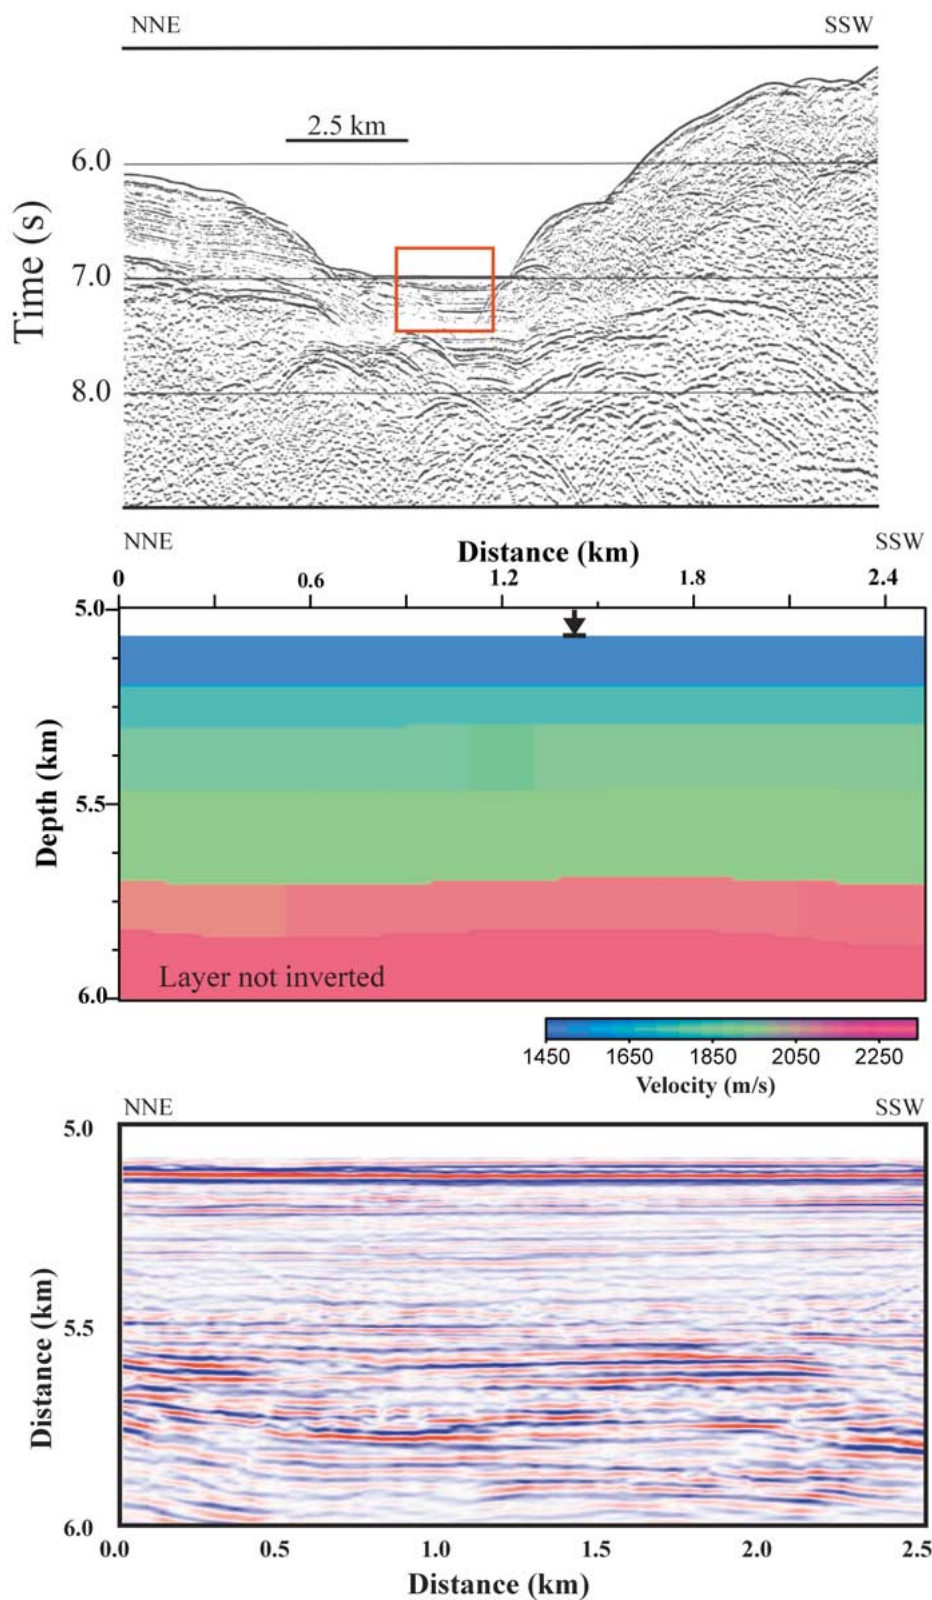 NNE SSW
2.5 km
6.0
7.0
8.0
Time (s)
NNE SSW
Distance (km)
0 0.6 1.2 1.8 2.4
5.0
5.5
6.0
Depth (km)
Layer not inverted
1450 1650 1850 2050 2250
Velocity (m/s)
NNE SSW
5.0
5.5
6.0
Distance (km)
0.0 0.5 1.0 1.5 2.0 2.5
Distance (km)